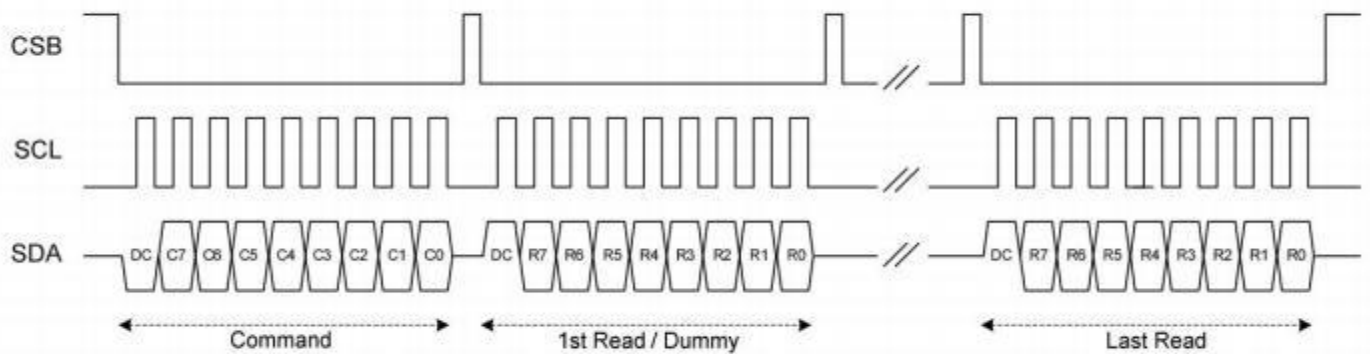 CSB
SCL
SDA DC C7 C6 C5 C4 C3 C2 C1 C0 DC R7 R6 R5 R4 R3 R2 R1 R0 // DC R7 R6 R5 R4 R3 R2 R1 R0
Command 1st Read / Dummy Last Read